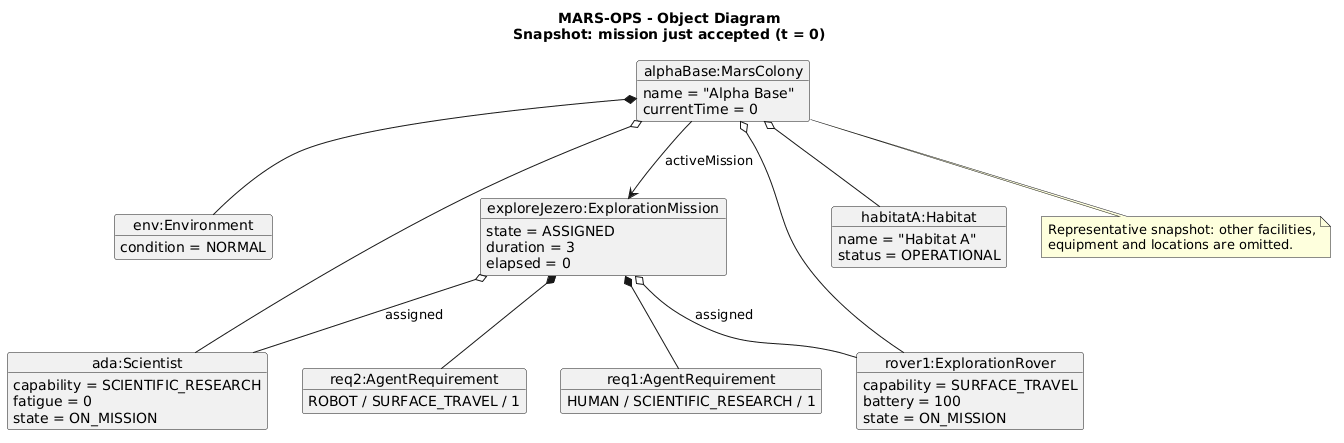 MARS-OPS - Object Diagram
Snapshot: mission just accepted (t = 0)
alphaBase:MarsColony
name = "Alpha Base"
currentTime = 0
activeMission
env:Environment
condition = NORMAL
exploreJezero:ExplorationMission
state = ASSIGNED
duration = 3
elapsed = 0
habitatA:Habitat
name = "Habitat A"
status = OPERATIONAL
Representative snapshot: other facilities,
equipment and locations are omitted.
assigned
assigned
ada:Scientist
capability = SCIENTIFIC_RESEARCH
fatigue = 0
state = ON_MISSION
req2:AgentRequirement
ROBOT / SURFACE_TRAVEL / 1
req1:AgentRequirement
HUMAN / SCIENTIFIC_RESEARCH / 1
rover1:ExplorationRover
capability = SURFACE_TRAVEL
battery = 100
state = ON_MISSION